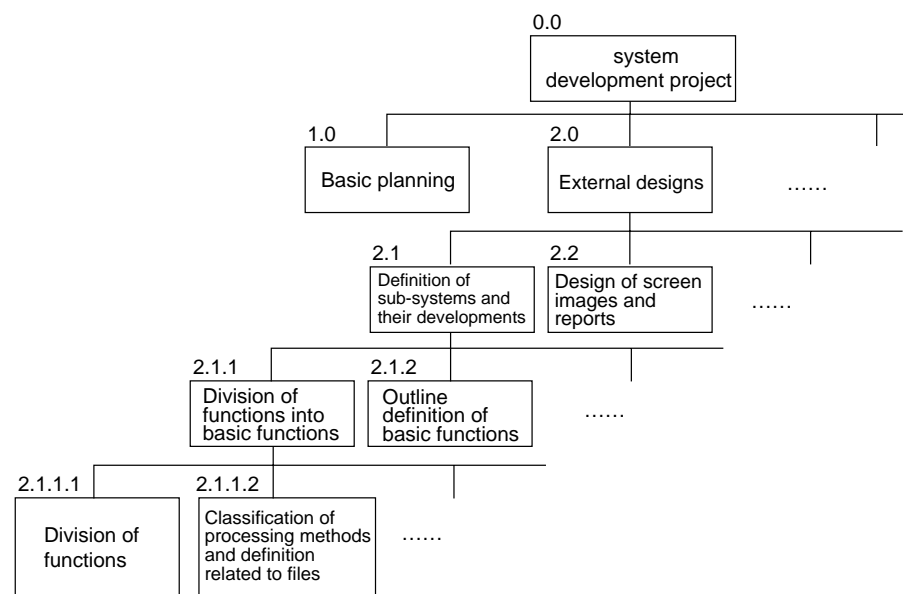 0.0
system
development project
1.0
Basic planning
2.0
External designs
......
2.1
Definition of
sub-systems and
their developments
2.2
Design of screen
images and
reports
......
2.1.1
Division of
functions into
basic functions
2.1.2
Outline
definition of
basic functions
......
2.1.1.1
Division of
functions
2.1.1.2
Classification of
processing methods
and definition
related to files
......